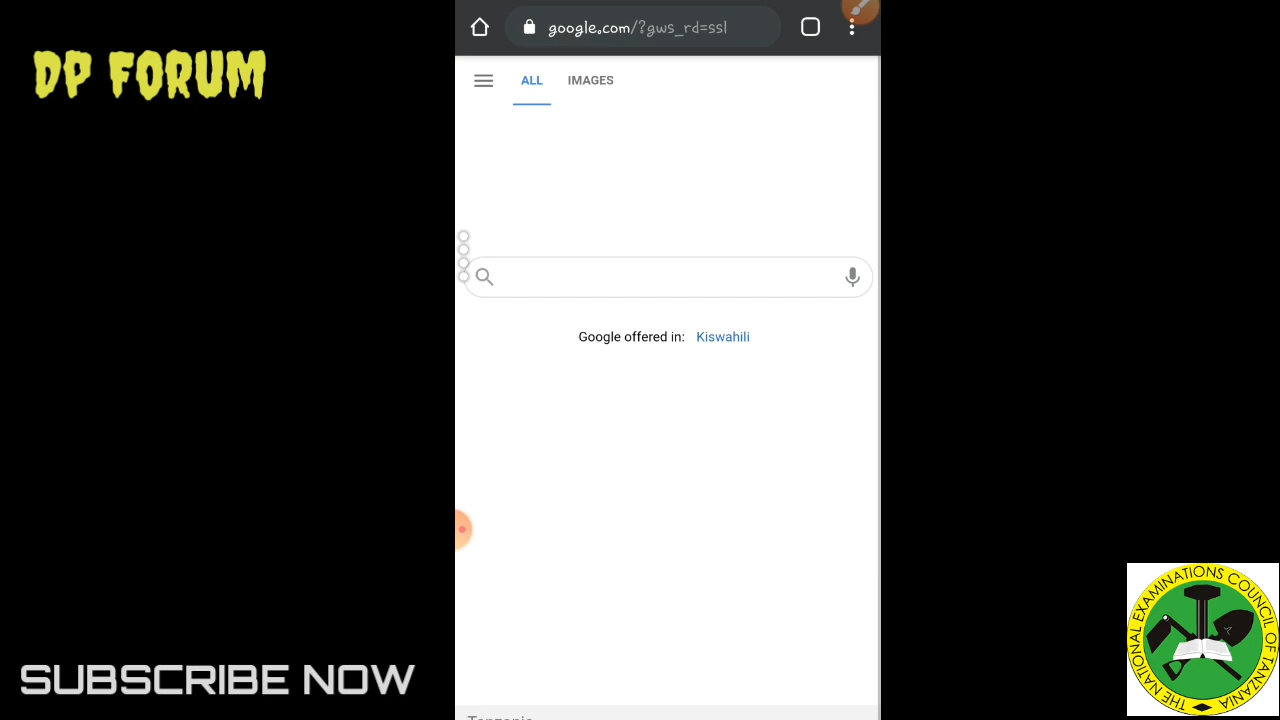 DP FORUM
google.com/?gws_rd=ssl
ALL IMAGES
Google offered in: Kiswahili
Tanzania
SUBSCRIBE NOW
THE NATIONAL EXAMINATIONS COUNCIL OF TANZANIA